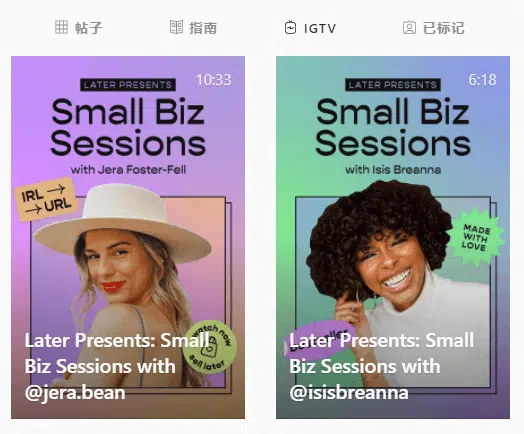 帖子
指南
IGTV
已标记
LATER PRESENTS
10:33
Small Biz
Sessions
with Jera Foster-Fell
IRL →
→ URL
watch now
sell later
Later Presents: Small
Biz Sessions with
@jera.bean
LATER PRESENTS
6:18
Small Biz
Sessions
with Isis Breanna
MADE
WITH
LOVE
Later Presents: Small
Biz Sessions with
@isisbreanna